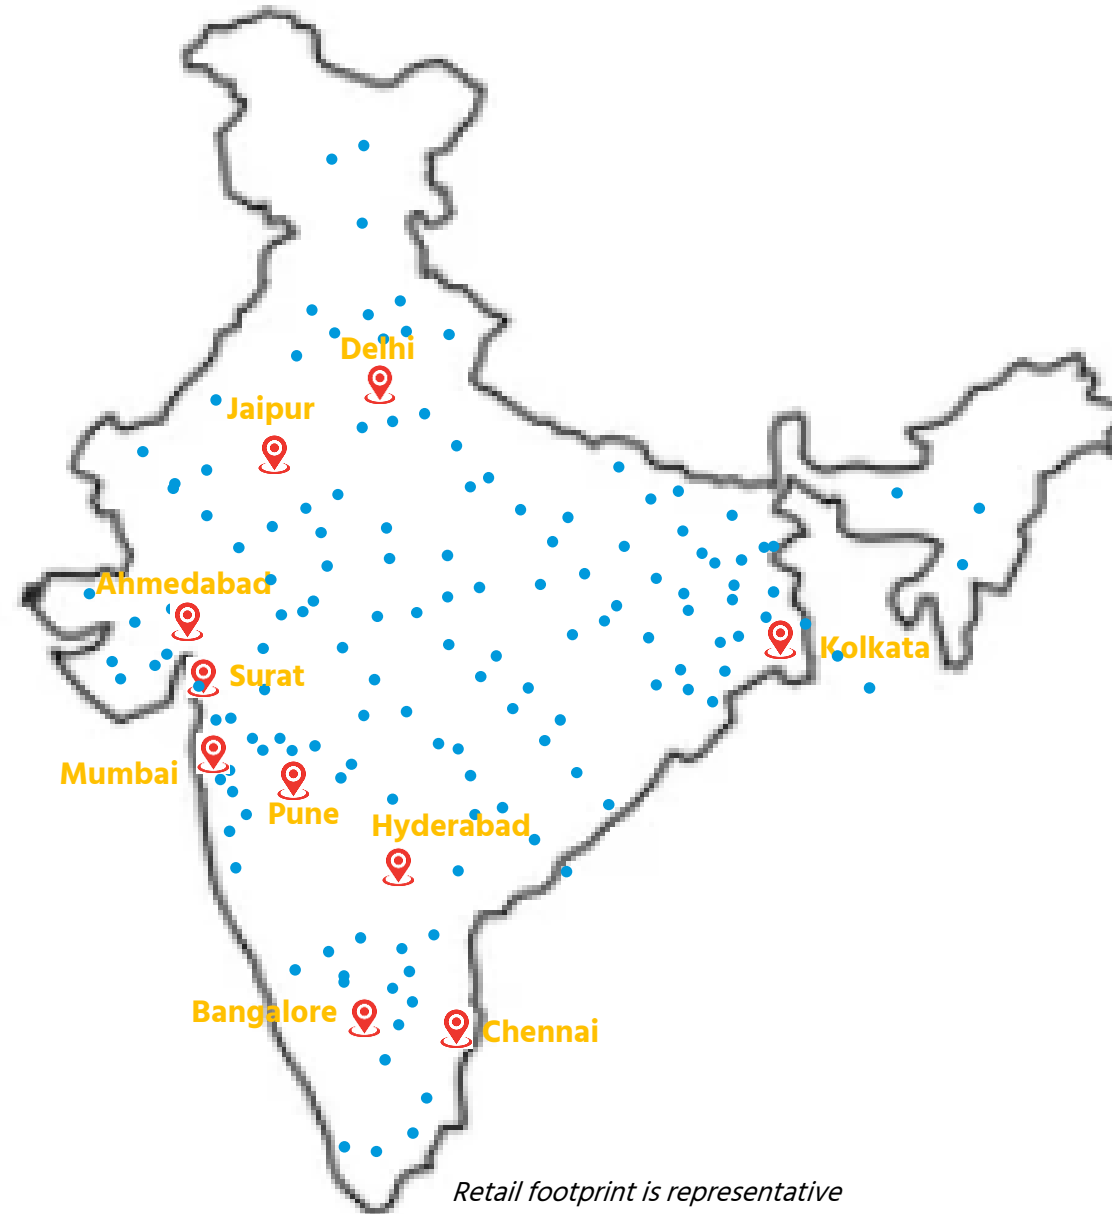 Delhi
Jaipur
Ahmedabad
Surat
Kolkata
Mumbai
Pune
Hyderabad
Bangalore
Chennai
Retail footprint is representative